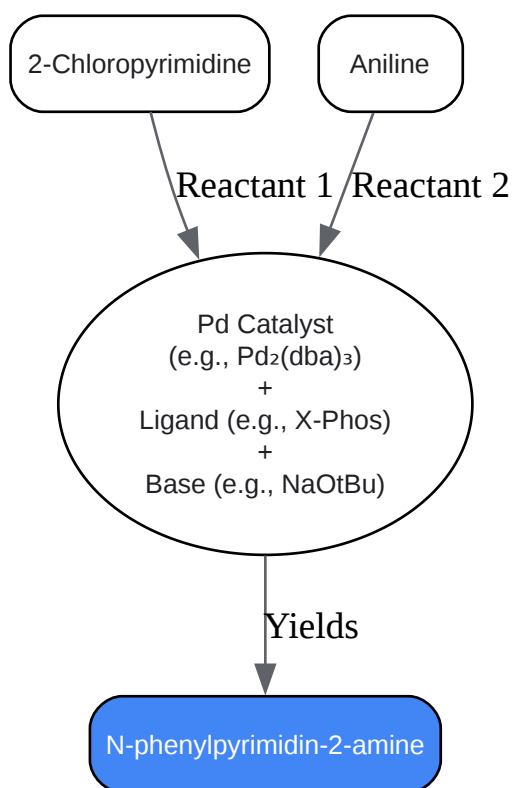 2-Chloropyrimidine
Aniline
Reactant 1
Reactant 2
Pd Catalyst
(e.g., Pd₂(dba)₃)
+
Ligand (e.g., X-Phos)
+
Base (e.g., NaOtBu)
Yields
N-phenylpyrimidin-2-amine